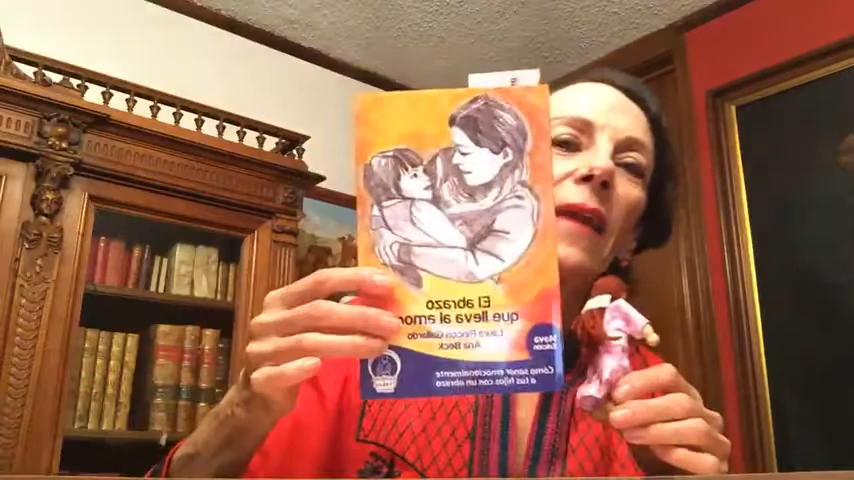 El abrazo
que lleva al amor
Laura Rincón Gallardo
Ana Beck
Nueva
Edición
Cómo sanar emocionalmente
a tus hijos con un abrazo